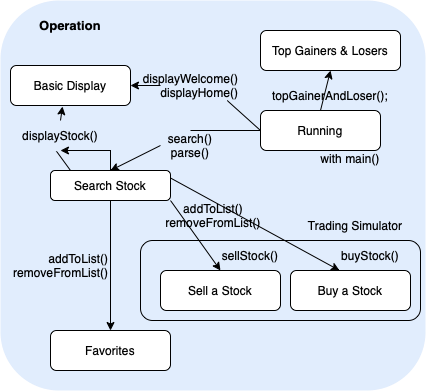 Operation
Top Gainers & Losers
Basic Display
displayWelcome()
displayHome()
topGainerAndLoser();
Running
displayStock()
search()
parse()
with main()
Search Stock
addToList()
removeFromList()
Trading Simulator
addToList()
removeFromList()
sellStock()
buyStock()
Sell a Stock
Buy a Stock
Favorites